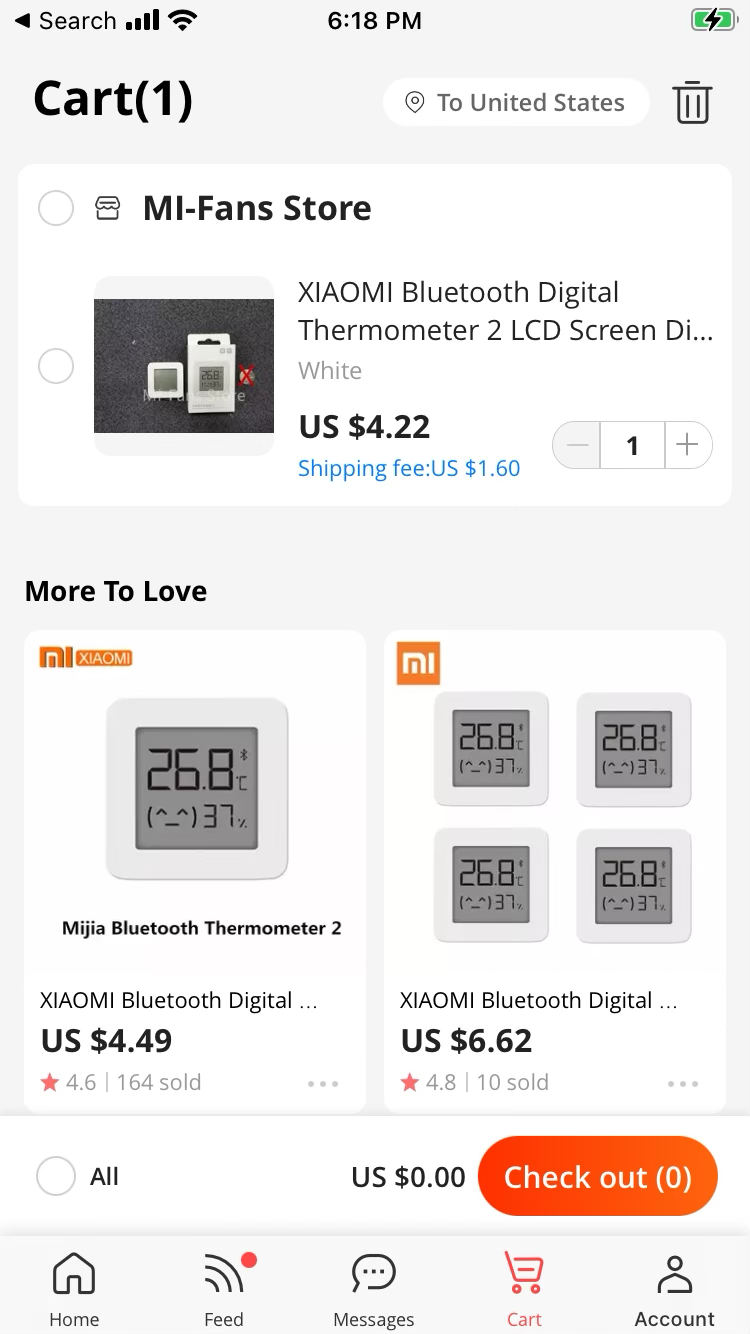 Search
6:18 PM
Cart(1)
To United States
MI-Fans Store
XIAOMI Bluetooth Digital
Thermometer 2 LCD Screen Di...
White
US $4.22
1
Shipping fee:US $1.60
More To Love
mi XIAOMI
26.8 °C
(^_^) 37 %
Mijia Bluetooth Thermometer 2
XIAOMI Bluetooth Digital ...
US $4.49
4.6 | 164 sold
mi
26.8 °C
(^_^) 37 %
26.8 °C
(^_^) 37 %
26.8 °C
(^_^) 37 %
26.8 °C
(^_^) 37 %
XIAOMI Bluetooth Digital ...
US $6.62
4.8 | 10 sold
All
US $0.00
Check out (0)
Home
Feed
Messages
Cart
Account